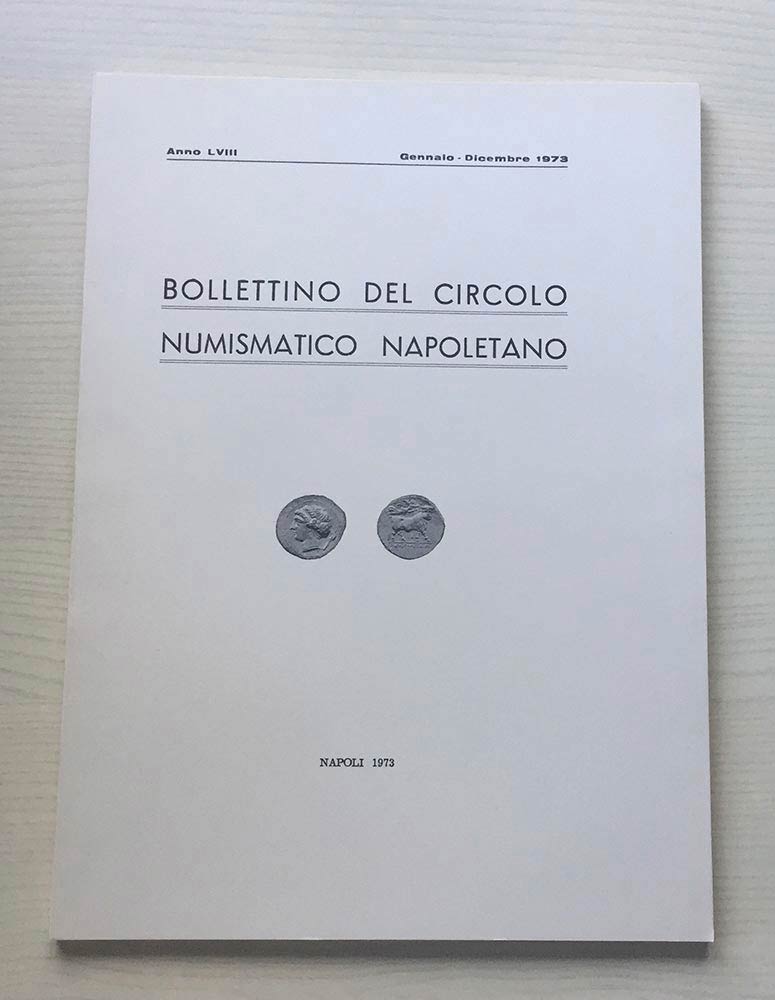 Anno LVIII Gennaio - Dicembre 1973
BOLLETTINO DEL CIRCOLO
NUMISMATICO NAPOLETANO
NAPOLI 1973